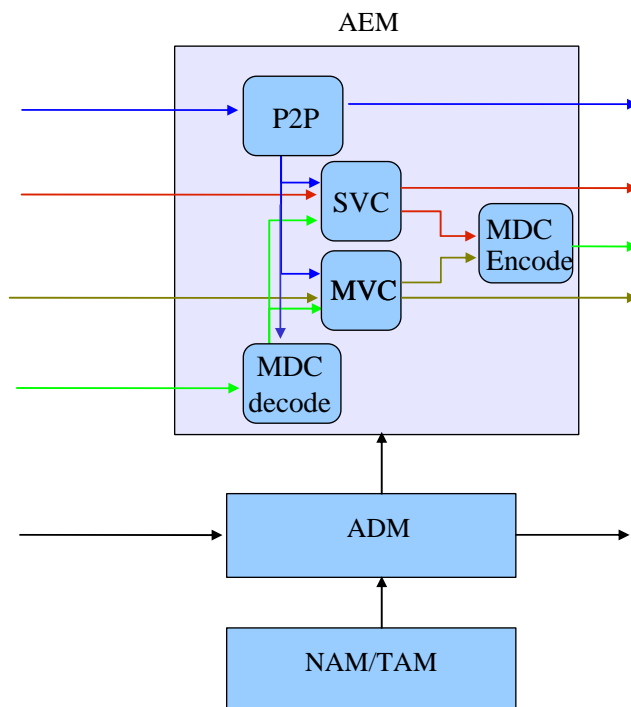 AEM
P2P
SVC
MDC
Encode
MVC
MDC
decode
ADM
NAM/TAM